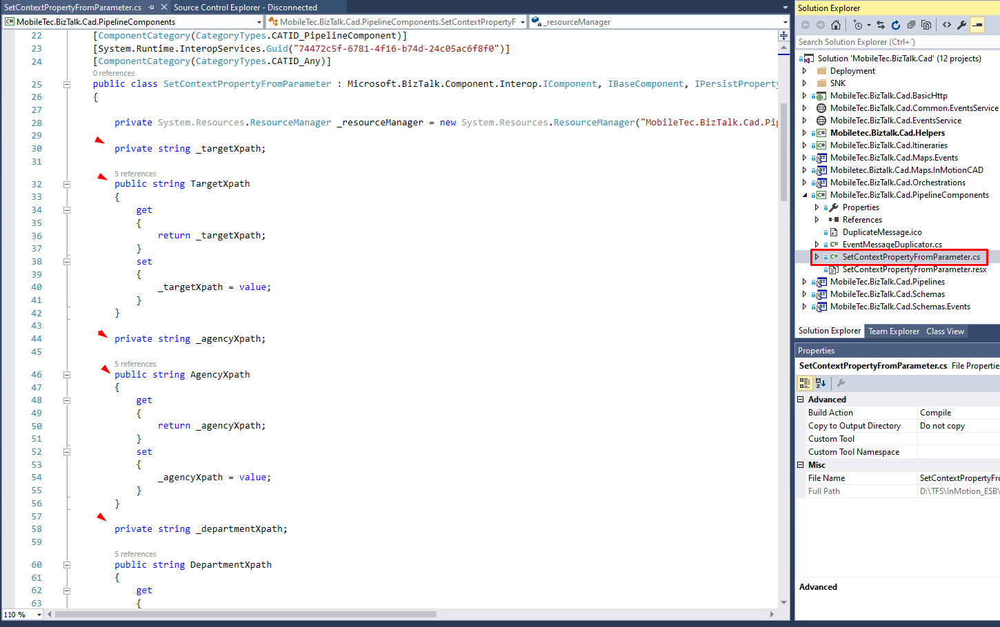 SetContextPropertyFromParameter.cs
Source Control Explorer - Disconnected
MobileTec.BizTalk.Cad.PipelineComponents
MobileTec.BizTalk.Cad.PipelineComponents.SetContextPropertyF
_resourceManager
22 [ComponentCategory(CategoryTypes.CATID_PipelineComponent)]
23 [System.Runtime.InteropServices.Guid("74472c5f-6781-4f16-b74d-24c05ac6f8f0")]
24 [ComponentCategory(CategoryTypes.CATID_Any)]
0 references
25 public class SetContextPropertyFromParameter : Microsoft.BizTalk.Component.Interop.IComponent, IBaseComponent, IPersistProperty
26 {
27
28 private System.Resources.ResourceManager _resourceManager = new System.Resources.ResourceManager("MobileTec.BizTalk.Cad.Pip
29
30 private string _targetXpath;
31
5 references
32 public string TargetXpath
33 {
34 get
35 {
36 return _targetXpath;
37 }
38 set
39 {
40 _targetXpath = value;
41 }
42 }
43
44 private string _agencyXpath;
45
5 references
46 public string AgencyXpath
47 {
48 get
49 {
50 return _agencyXpath;
51 }
52 set
53 {
54 _agencyXpath = value;
55 }
56 }
57
58 private string _departmentXpath;
59
5 references
60 public string DepartmentXpath
61 {
62 get
63 {
110 %
Solution Explorer
Search Solution Explorer (Ctrl+¨)
Solution 'MobileTec.BizTalk.Cad' (12 projects)
Deployment
SNK
MobileTec.BizTalk.Cad.BasicHttp
MobileTec.BizTalk.Cad.Common.EventsService
MobileTec.BizTalk.Cad.EventsService
Mobiletec.Biztalk.Cad.Helpers
MobileTec.BizTalk.Cad.Itineraries
MobileTec.BizTalk.Cad.Maps.Events
Mobiletec.Biztalk.Cad.Maps.InMotionCAD
MobileTec.BizTalk.Cad.Orchestrations
MobileTec.BizTalk.Cad.PipelineComponents
Properties
References
DuplicateMessage.ico
EventMessageDuplicator.cs
SetContextPropertyFromParameter.cs
SetContextPropertyFromParameter.resx
MobileTec.BizTalk.Cad.Pipelines
MobileTec.BizTalk.Cad.Schemas
MobileTec.BizTalk.Cad.Schemas.Events
Solution Explorer
Team Explorer
Class View
Properties
SetContextPropertyFromParameter.cs File Propertie
Advanced
Build Action Compile
Copy to Output Directory Do not copy
Custom Tool
Custom Tool Namespace
Misc
File Name SetContextPropertyFro
Full Path D:\TFS\InMotion_ESB\
Advanced